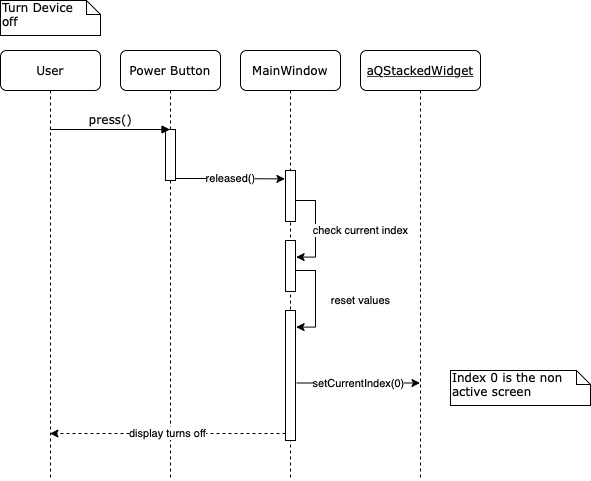 Turn Device
off
User
Power Button
MainWindow
aQStackedWidget
press()
released()
check current index
reset values
setCurrentIndex(0)
Index 0 is the non
active screen
display turns off